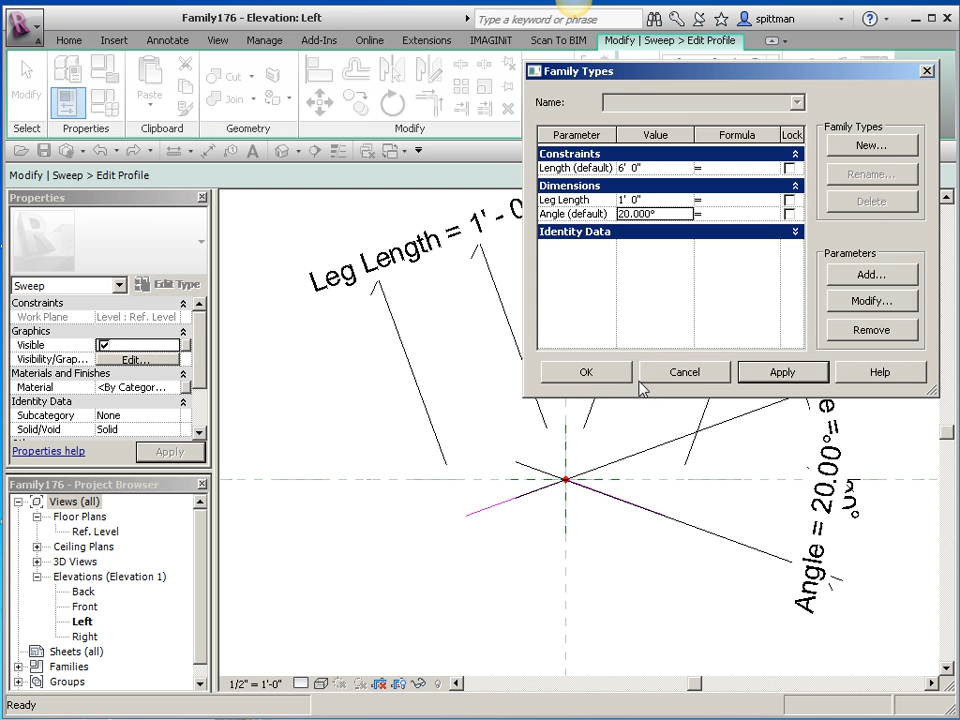 Family176 - Elevation: Left
Type a keyword or phrase
spittman
Home Insert Annotate View Manage Add-Ins Online Extensions IMAGINiT Scan To BIM Modify | Sweep > Edit Profile
Modify Paste Cut Join
Select Properties Clipboard Geometry Modify
Modify | Sweep > Edit Profile
Properties
Sweep Edit Type
Constraints
Work Plane Level : Ref. Level
Graphics
Visible
Visibility/Grap... Edit...
Materials and Finishes
Material <By Categor...
Identity Data
Subcategory None
Solid/Void Solid
Properties help Apply
Family176 - Project Browser
Views (all)
Floor Plans
Ref. Level
Ceiling Plans
3D Views
Elevations (Elevation 1)
Back
Front
Left
Right
Sheets (all)
Families
Groups
Family Types
Name:
Parameter Value Formula Lock
Constraints
Length (default) 6' 0" =
Dimensions
Leg Length 1' 0" =
Angle (default) 20.000° =
Identity Data
Family Types
New...
Rename...
Delete
Parameters
Add...
Modify...
Remove
OK Cancel Apply Help
Leg Length = 1' - 0
Angle = 20.00°= e
1/2" = 1'-0"
Ready